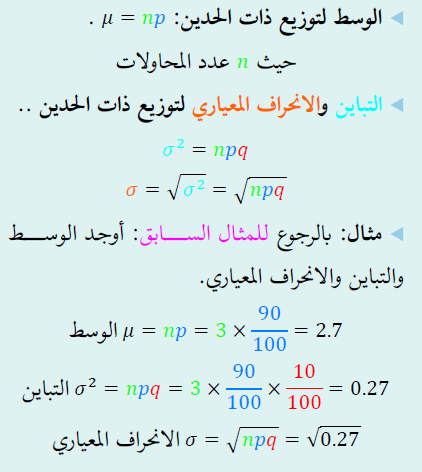 الوسط لتوزيع ذات الحدين: μ = np .
حيث n عدد المحاولات
التباين والانحراف المعياري لتوزيع ذات الحدين ..
σ² = npq
σ = √σ² = √npq
مثال: بالرجوع للمثال الســـابق: أوجد الوســـط
والتباين والانحراف المعياري.
الوسط μ = np = 3 × 90/100 = 2.7
التباين σ² = npq = 3 × 90/100 × 10/100 = 0.27
الانحراف المعياري σ = √npq = √0.27